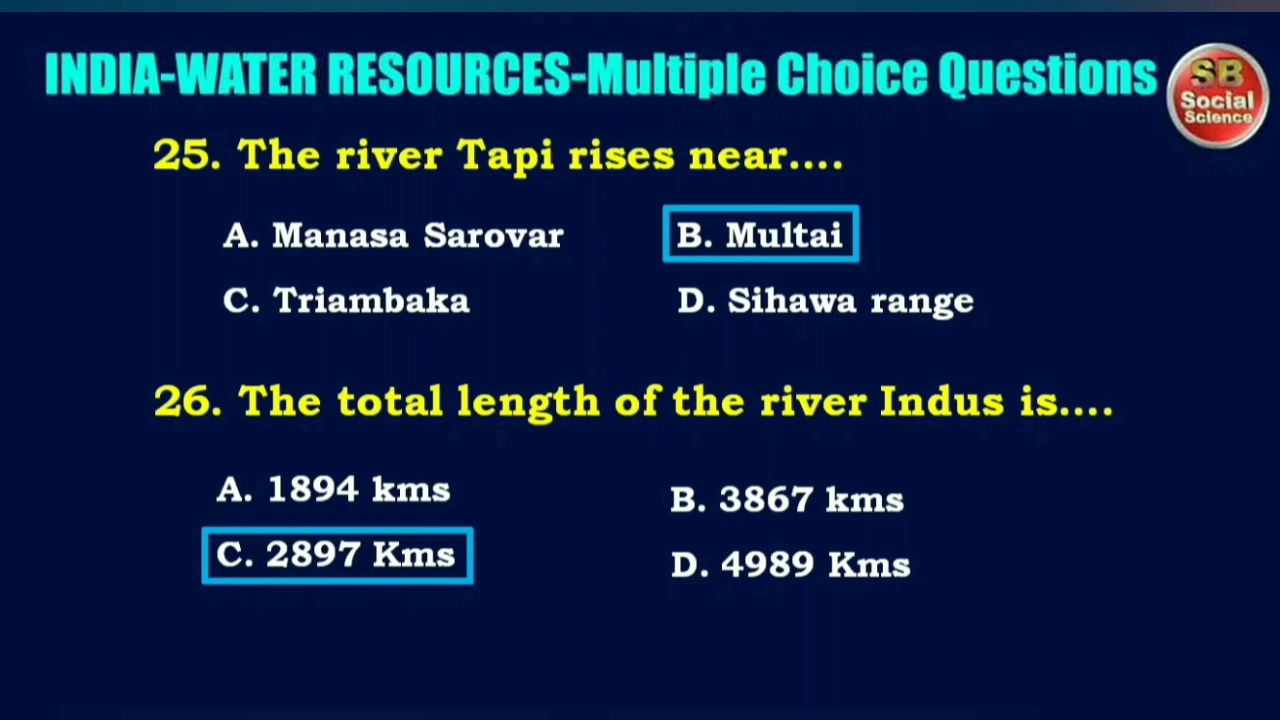 INDIA-WATER RESOURCES-Multiple Choice Questions
SB
Social
Science
25. The river Tapi rises near....
A. Manasa Sarovar B. Multai
C. Triambaka D. Sihawa range
26. The total length of the river Indus is....
A. 1894 kms B. 3867 kms
C. 2897 Kms D. 4989 Kms